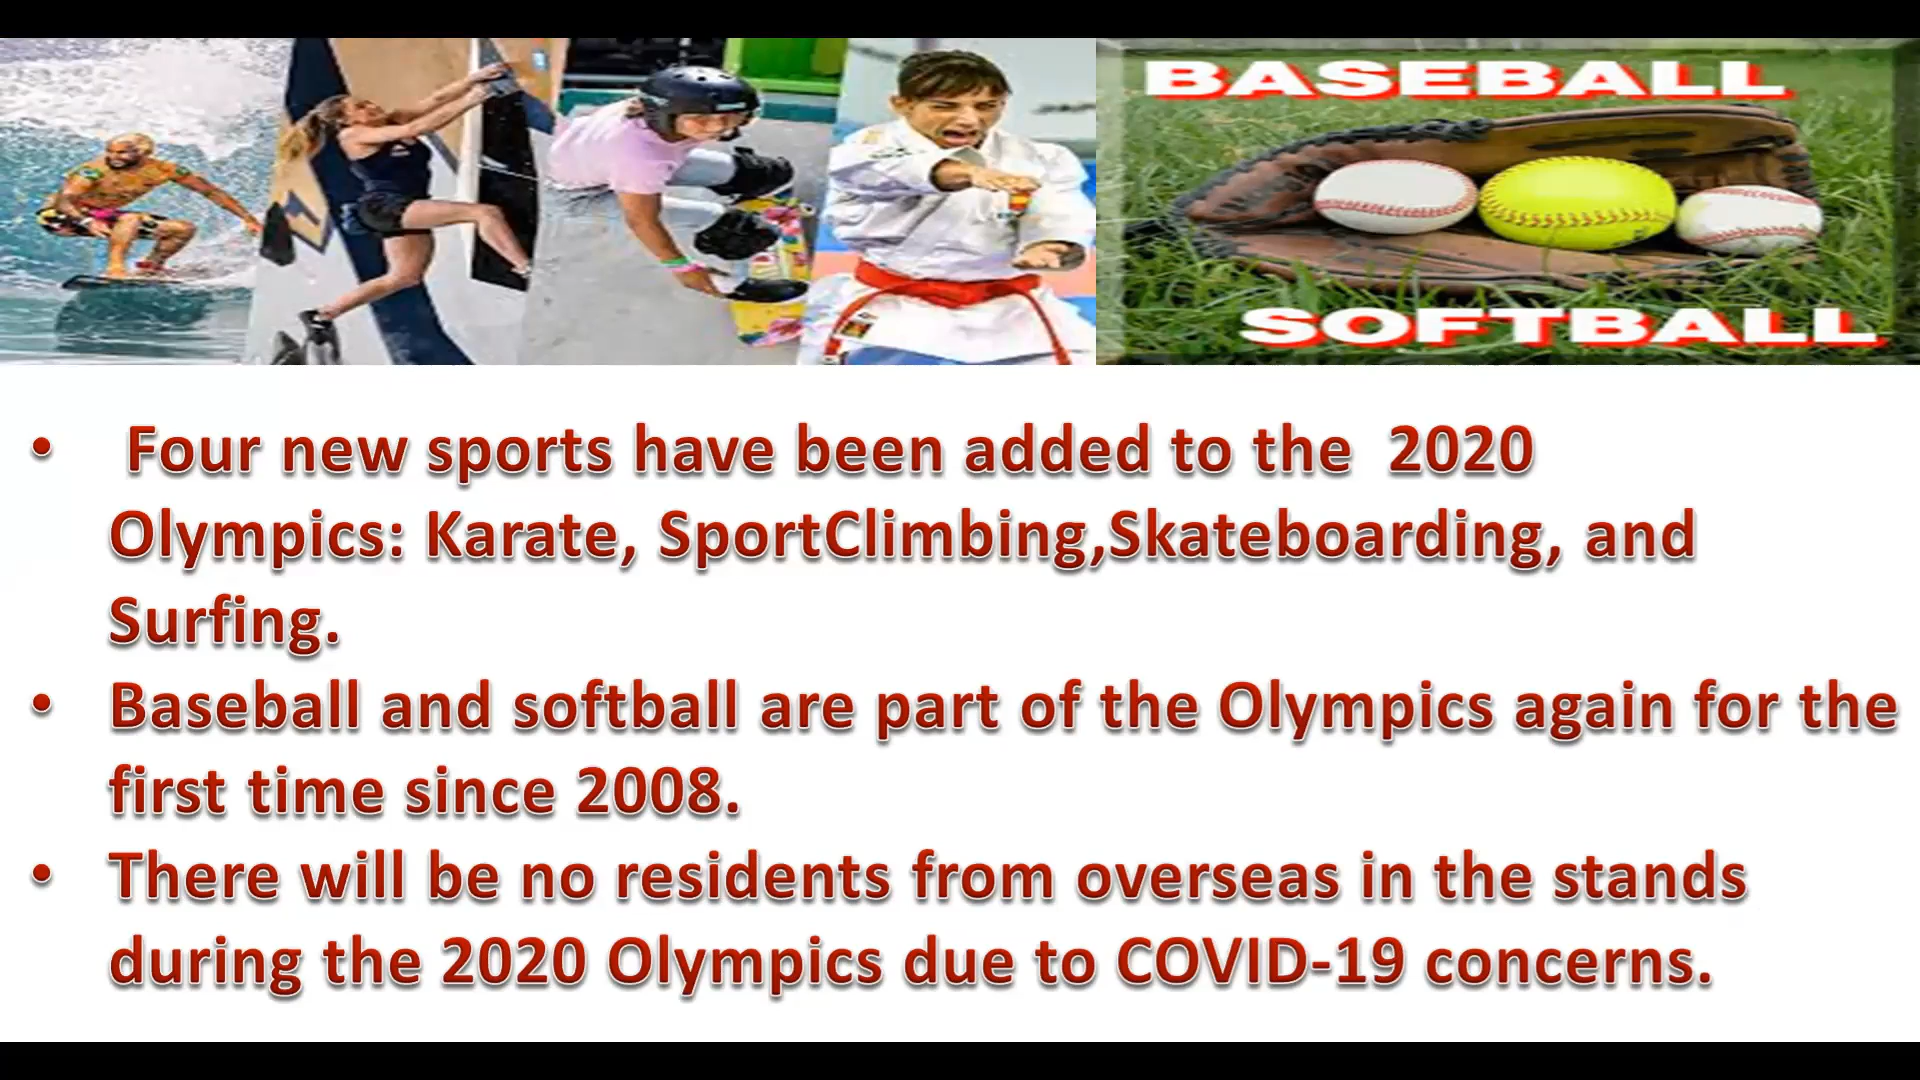 BASEBALL
SOFTBALL
• Four new sports have been added to the 2020
Olympics: Karate, SportClimbing,Skateboarding, and
Surfing.
• Baseball and softball are part of the Olympics again for the
first time since 2008.
• There will be no residents from overseas in the stands
during the 2020 Olympics due to COVID-19 concerns.